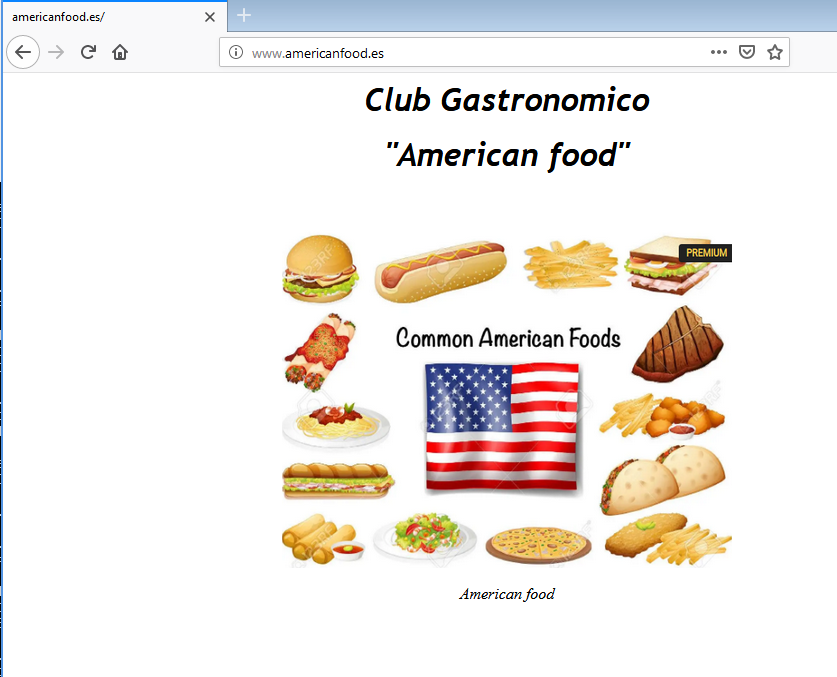 americanfood.es/
www.americanfood.es
Club Gastronomico
"American food"
PREMIUM
Common American Foods
American food